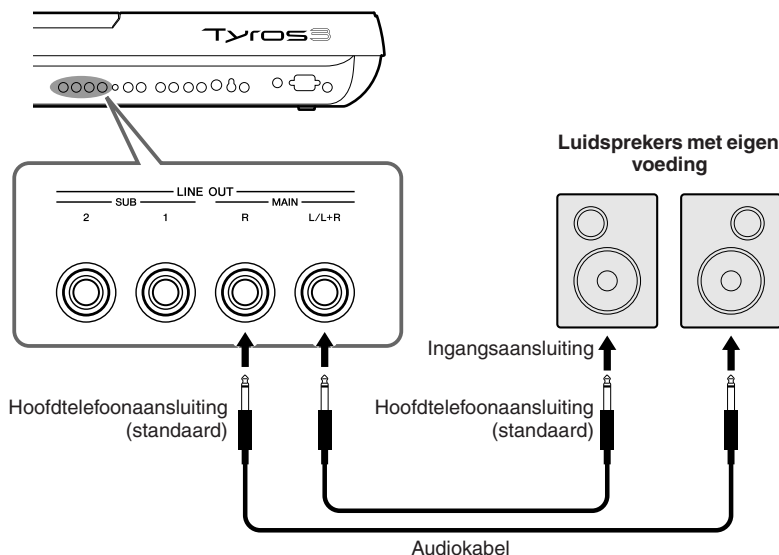 Tyros3
Luidsprekers met eigen
voeding
LINE OUT
SUB
MAIN
2
1
R
L/L+R
Ingangsaansluiting
Hoofdtelefoonaansluiting
(standaard)
Hoofdtelefoonaansluiting
(standaard)
Audiokabel